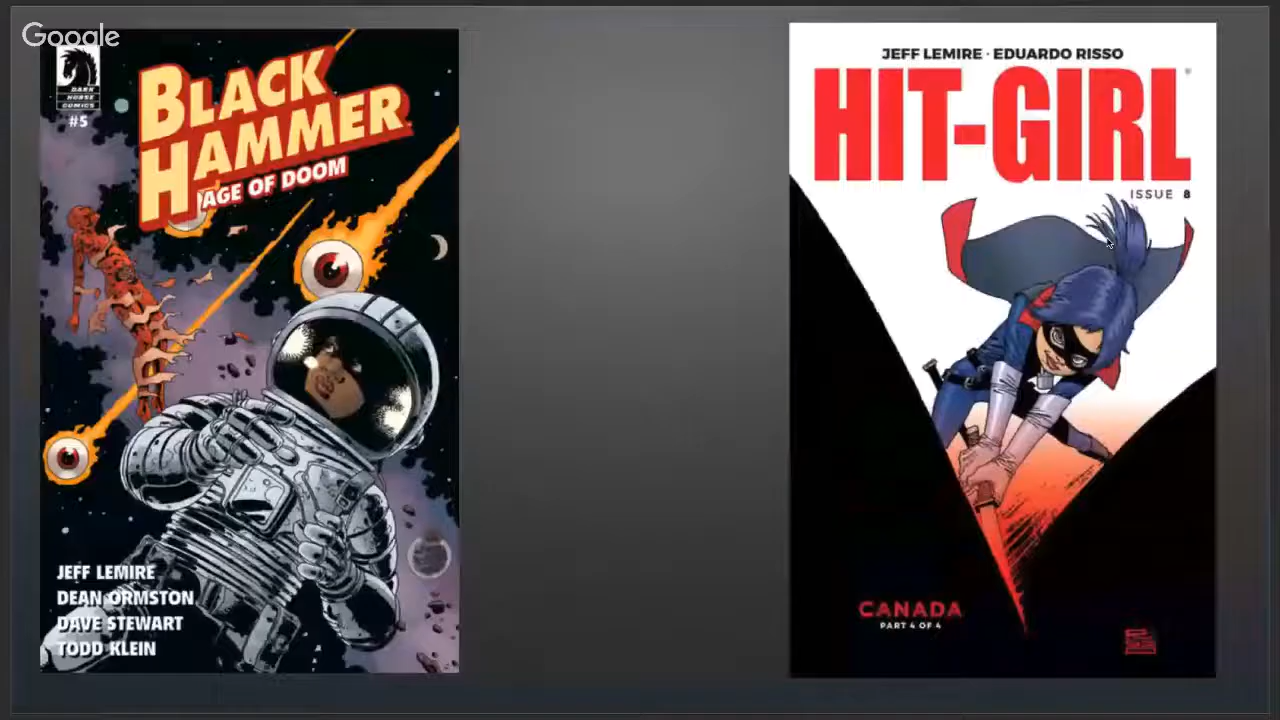 Google
DARK
HORSE
COMICS
#5
BLACK
HAMMER
AGE OF DOOM
JEFF LEMIRE
DEAN ORMSTON
DAVE STEWART
TODD KLEIN
JEFF LEMIRE · EDUARDO RISSO
HIT-GIRL
ISSUE 8
CANADA
PART 4 OF 4